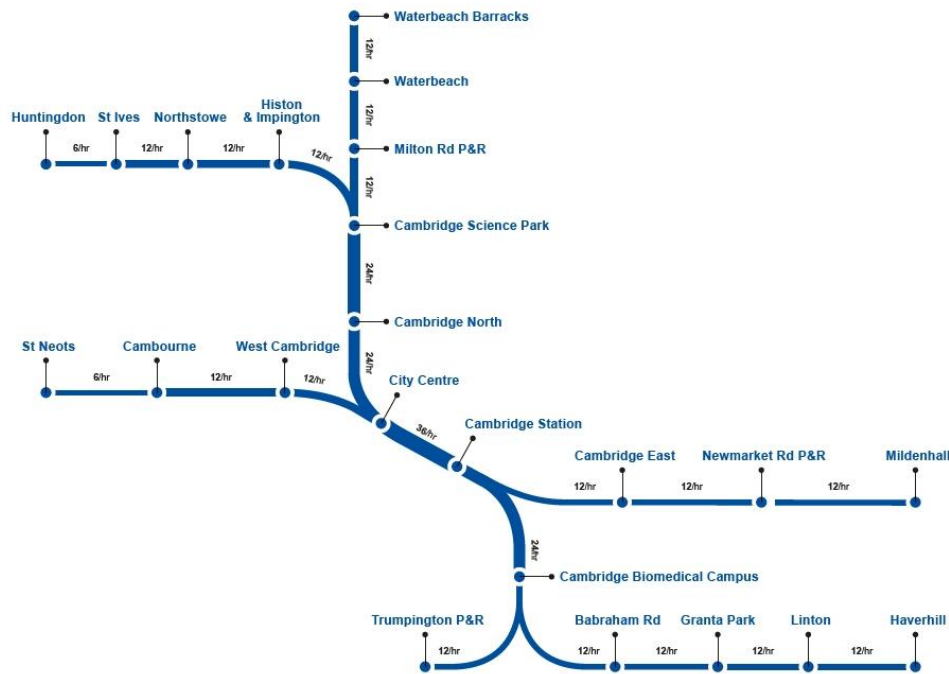 Waterbeach Barracks
12/hr
Waterbeach
12/hr
Milton Rd P&R
12/hr
Huntingdon
St Ives
Northstowe
Histon
& Impington
6/hr
12/hr
12/hr
12/hr
Cambridge Science Park
24/hr
Cambridge North
24/hr
St Neots
Cambourne
West Cambridge
6/hr
12/hr
12/hr
City Centre
36/hr
Cambridge Station
Cambridge East
Newmarket Rd P&R
Mildenhall
12/hr
12/hr
12/hr
24/hr
Cambridge Biomedical Campus
Trumpington P&R
Babraham Rd
Granta Park
Linton
Haverhill
12/hr
12/hr
12/hr
12/hr
12/hr